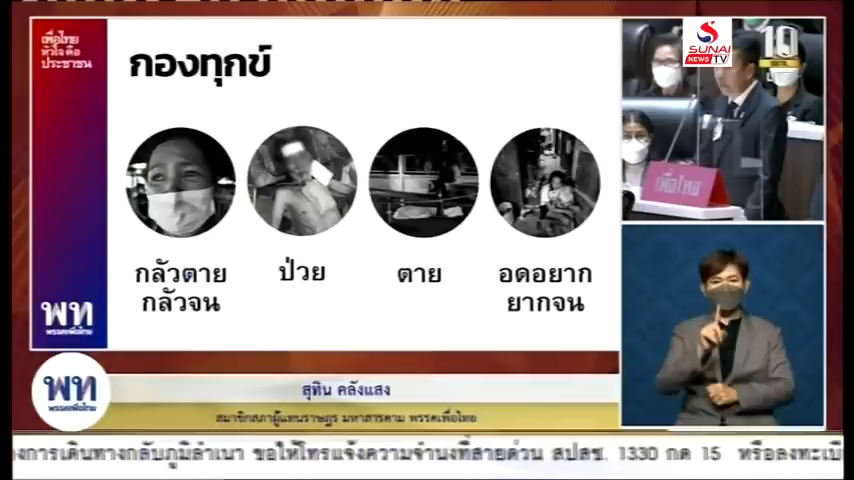 เพื่อไทย
หัวใจคือ
ประชาชน
กองทุกข์
กลัวตาย
กลัวจน
ป่วย
ตาย
อดอยาก
ยากจน
พท
พรรคเพื่อไทย
SUNAI
NEWS TV
10
เพื่อไทย
พท
พรรคเพื่อไทย
สุทิน คลังแสง
สมาชิกสภาผู้แทนราษฎร มหาสารคาม พรรคเพื่อไทย
องการเดินทางกลับภูมิลำเนา ขอให้โทรแจ้งความจำนงที่สายด่วน สปสช. 1330 กด 15 หรือลงทะเบี